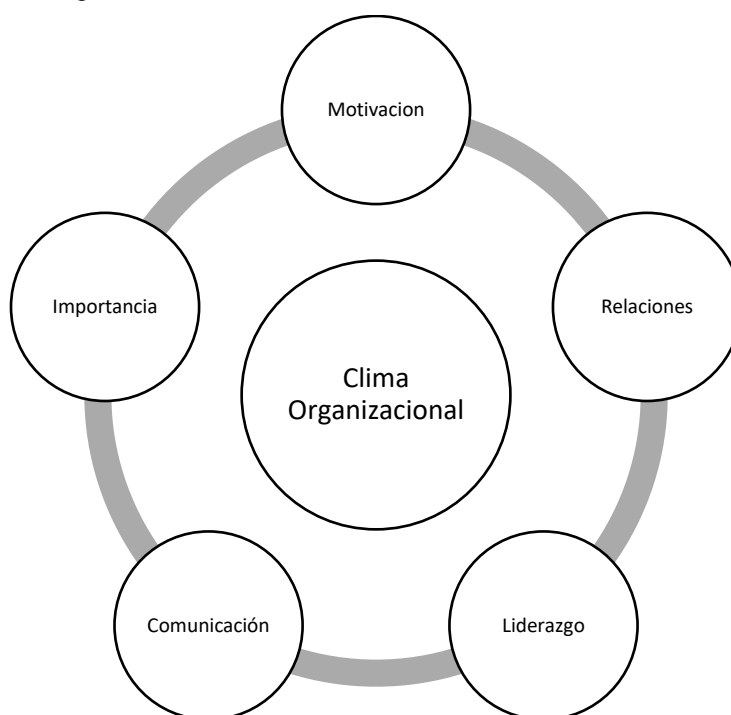 Motivacion
Importancia
Relaciones
Clima
Organizacional
Comunicación
Liderazgo